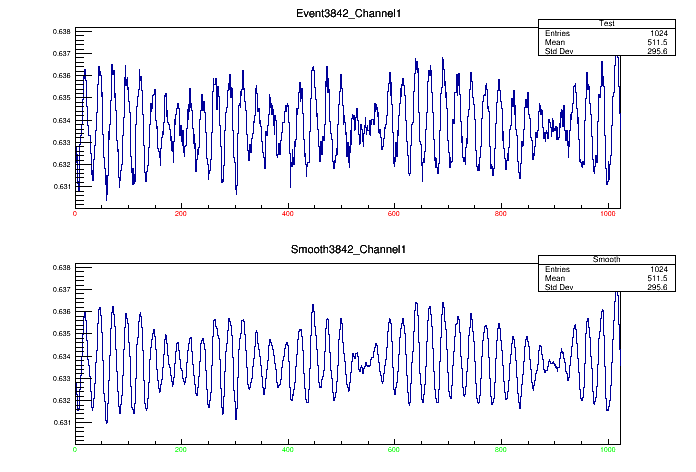 Event3842_Channel1
Test
Entries 1024
Mean 511.5
Std Dev 295.6
0.638
0.637
0.636
0.635
0.634
0.633
0.632
0.631
0 200 400 600 800 1000
Smooth3842_Channel1
Smooth
Entries 1024
Mean 511.5
Std Dev 295.6
0.638
0.637
0.636
0.635
0.634
0.633
0.632
0.631
0 200 400 600 800 1000